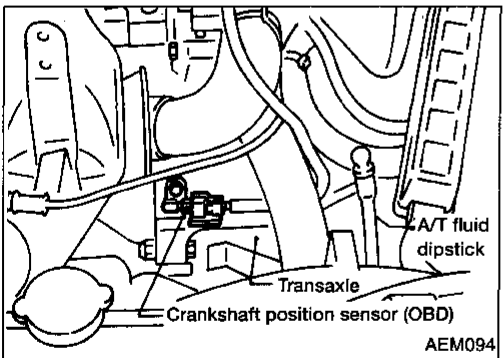 A/T fluid
dipstick
Transaxle
Crankshaft position sensor (OBD)
AEM094